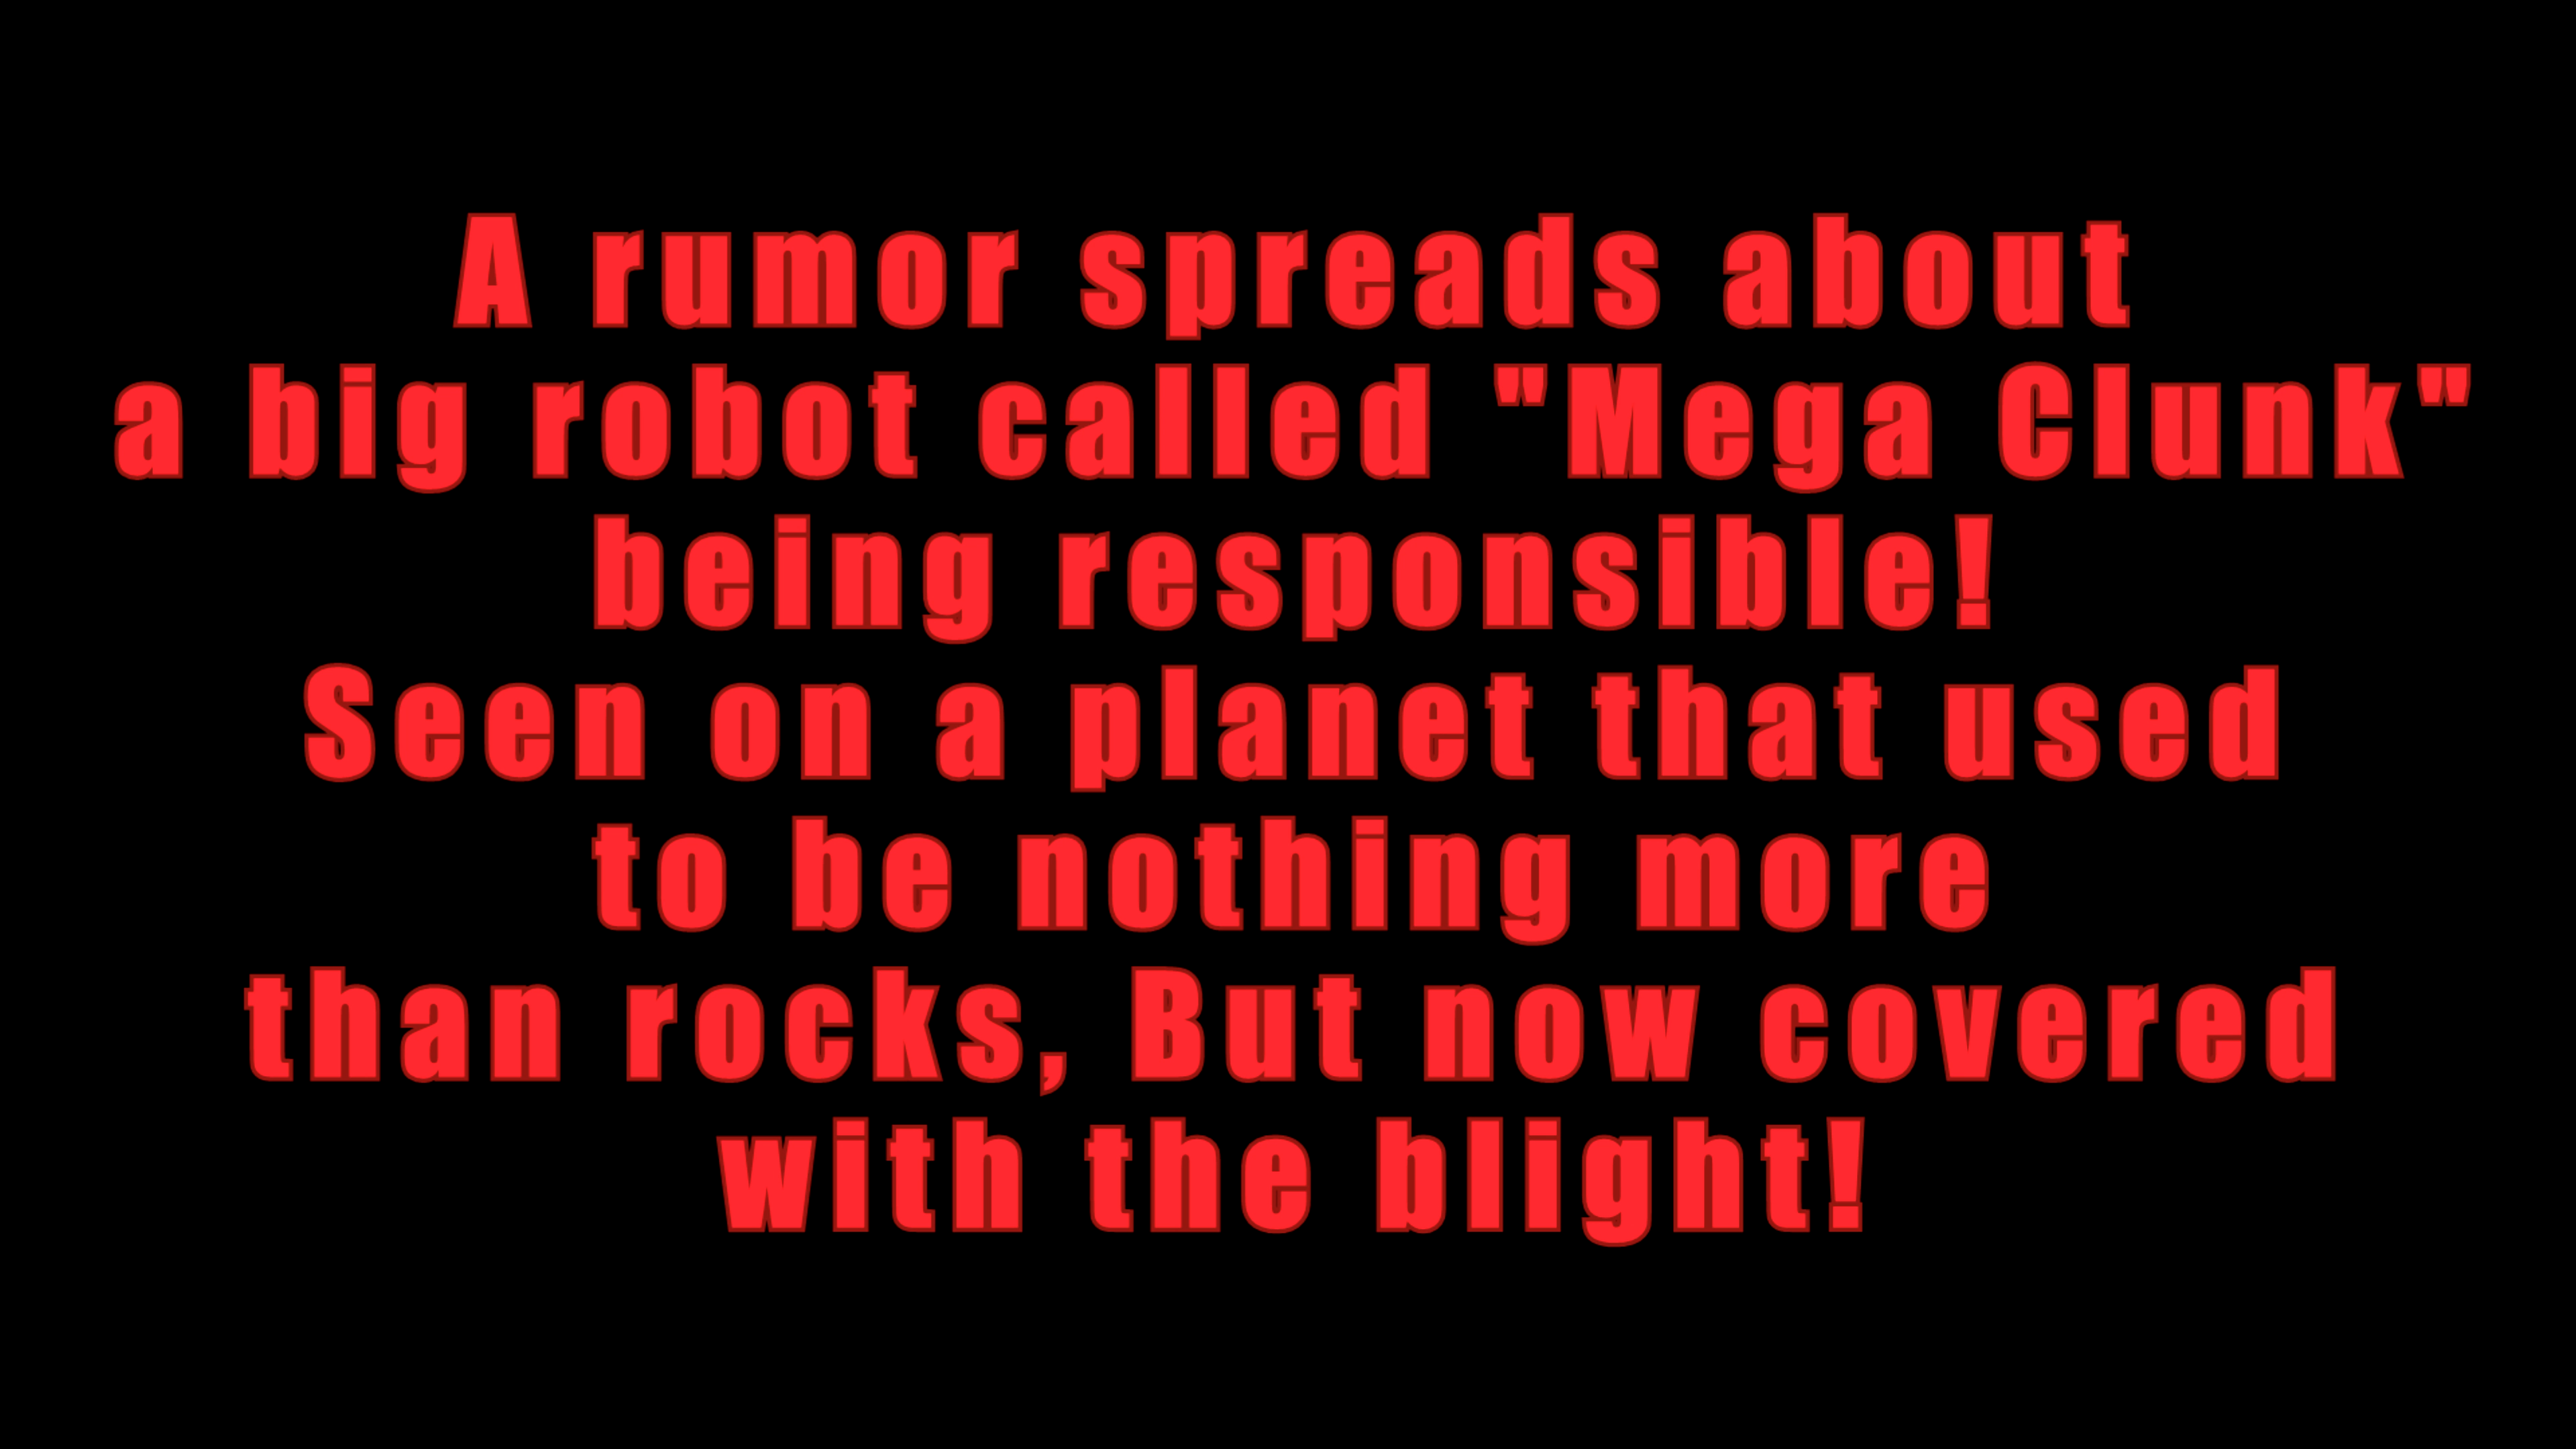 A rumor spreads about
a big robot called "Mega Clunk"
being responsible!
Seen on a planet that used
to be nothing more
than rocks, But now covered
with the blight!